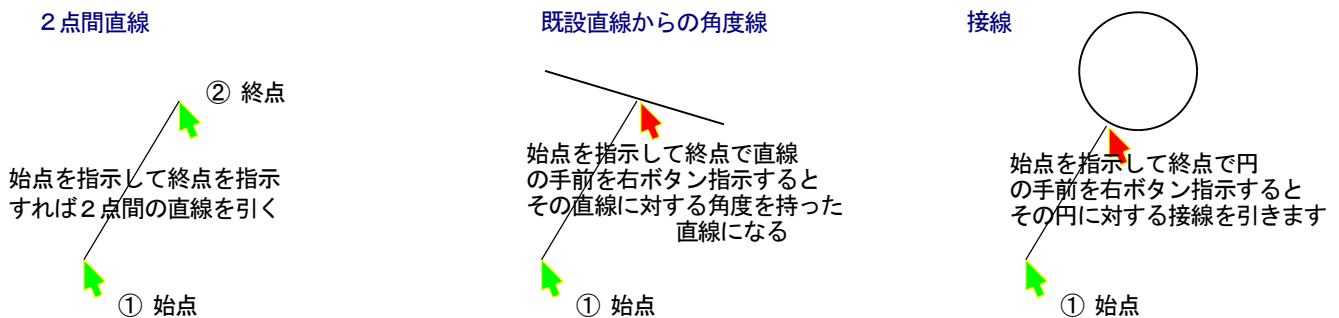 ２点間直線
② 終点
始点を指示して終点を指示
すれば２点間の直線を引く
① 始点
既設直線からの角度線
始点を指示して終点で直線
の手前を右ボタン指示すると
その直線に対する角度を持った
直線になる
① 始点
接線
始点を指示して終点で円
の手前を右ボタン指示すると
その円に対する接線を引きます
① 始点